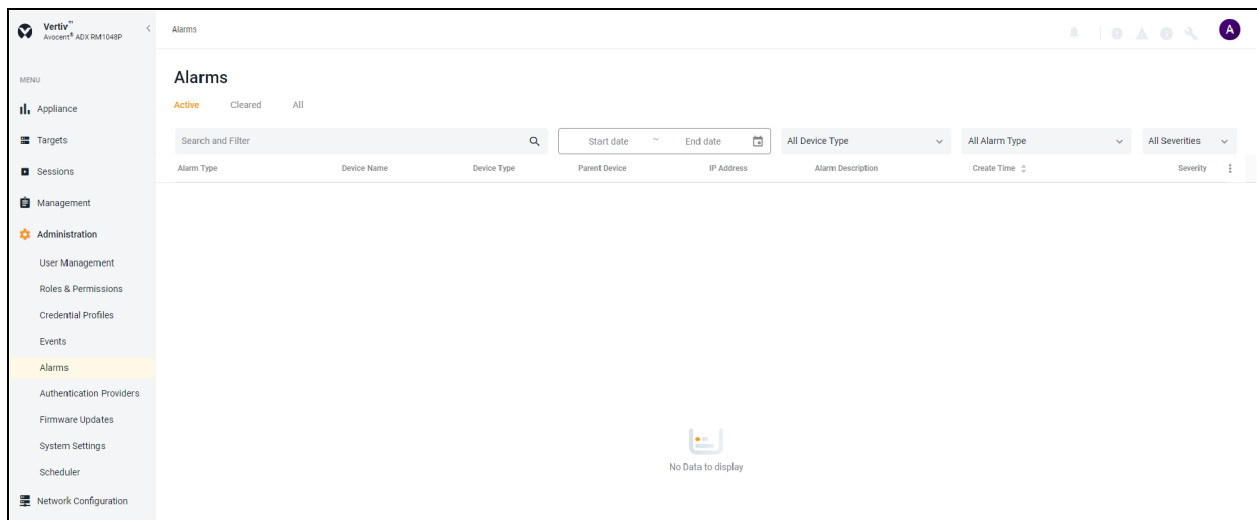 Vertiv™
Avocent® ADX RM1048P
Alarms
A
MENU
Appliance
Targets
Sessions
Management
Administration
User Management
Roles & Permissions
Credential Profiles
Events
Alarms
Authentication Providers
Firmware Updates
System Settings
Scheduler
Network Configuration
Alarms
Active Cleared All
Search and Filter Start date ~ End date All Device Type All Alarm Type All Severities
Alarm Type Device Name Device Type Parent Device IP Address Alarm Description Create Time Severity
No Data to display